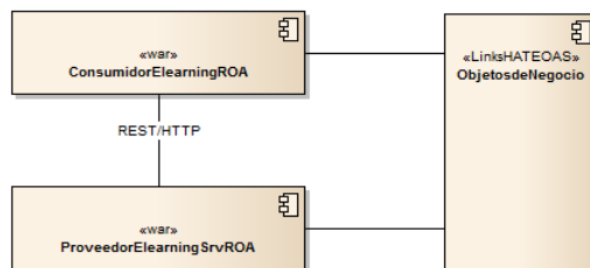 «war»
ConsumidorElearningROA
«LinksHATEOAS»
ObjetosdeNegocio
REST/HTTP
«war»
ProveedorElearningSrvROA